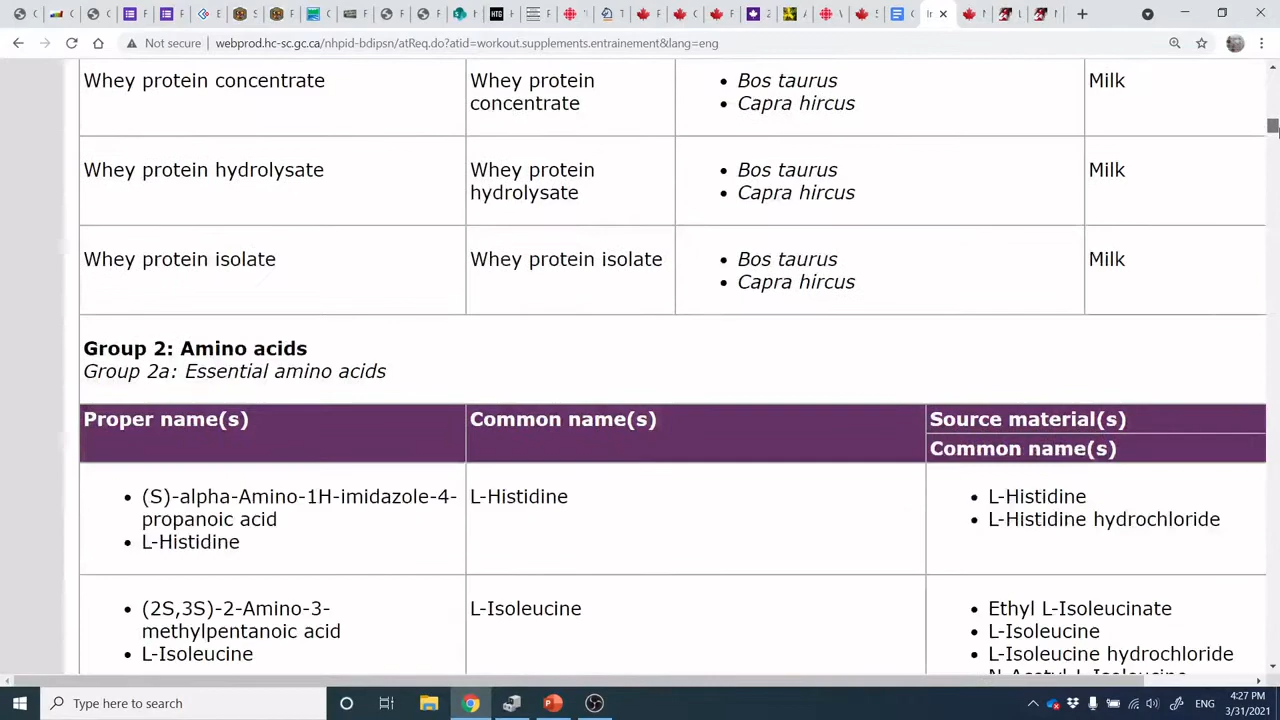 Not secure | webprod.hc-sc.gc.ca/nhpid-bdipsn/atReq.do?atid=workout.supplements.entrainement&lang=eng
Whey protein concentrate
Whey protein
concentrate
• Bos taurus
• Capra hircus
Milk
Whey protein hydrolysate
Whey protein
hydrolysate
• Bos taurus
• Capra hircus
Milk
Whey protein isolate
Whey protein isolate
• Bos taurus
• Capra hircus
Milk
Group 2: Amino acids
Group 2a: Essential amino acids
Proper name(s)
Common name(s)
Source material(s)
Common name(s)
• (S)-alpha-Amino-1H-imidazole-4-
propanoic acid
• L-Histidine
L-Histidine
• L-Histidine
• L-Histidine hydrochloride
• (2S,3S)-2-Amino-3-
methylpentanoic acid
• L-Isoleucine
L-Isoleucine
• Ethyl L-Isoleucinate
• L-Isoleucine
• L-Isoleucine hydrochloride
Type here to search
ENG
4:27 PM
3/31/2021